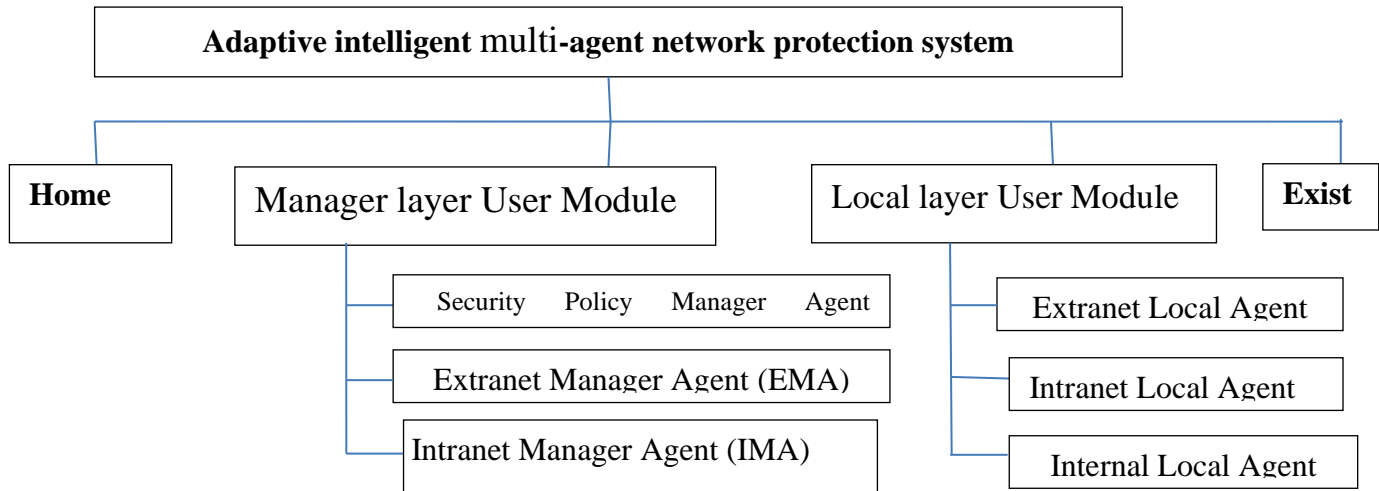 Adaptive intelligent multi-agent network protection system
Home
Manager layer User Module
Local layer User Module
Exist
Security Policy Manager Agent
Extranet Manager Agent (EMA)
Intranet Manager Agent (IMA)
Extranet Local Agent
Intranet Local Agent
Internal Local Agent